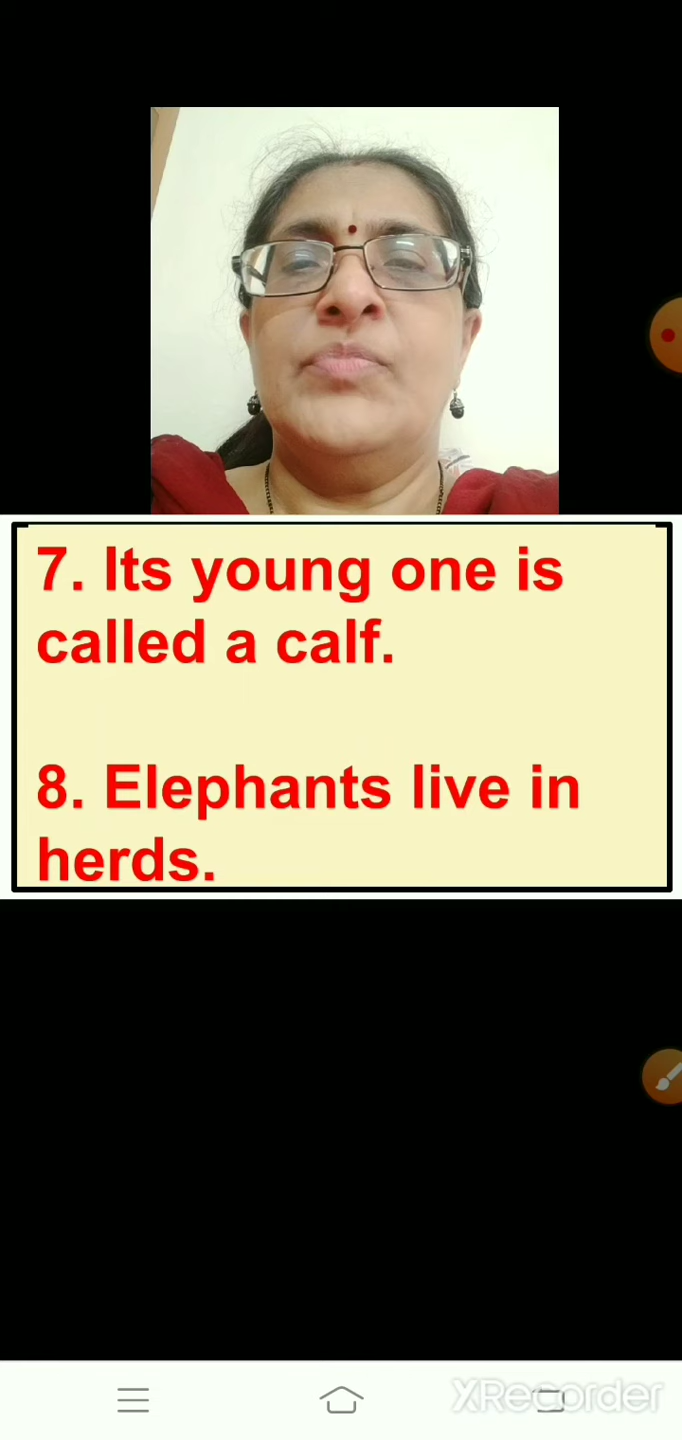 7. Its young one is
called a calf.
8. Elephants live in
herds.
XRecorder